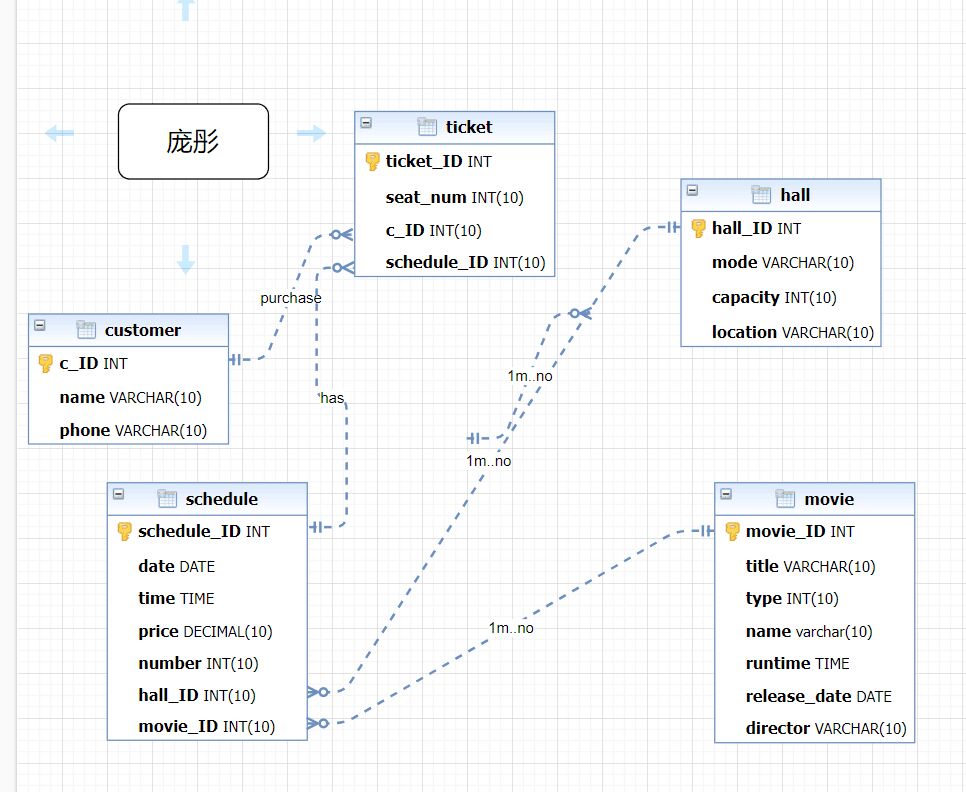 庞彤
ticket
ticket_ID INT
seat_num INT(10)
c_ID INT(10)
schedule_ID INT(10)
hall
hall_ID INT
mode VARCHAR(10)
capacity INT(10)
location VARCHAR(10)
purchase
customer
c_ID INT
name VARCHAR(10)
phone VARCHAR(10)
has
1m..no
1m..no
schedule
schedule_ID INT
date DATE
time TIME
price DECIMAL(10)
number INT(10)
hall_ID INT(10)
movie_ID INT(10)
1m..no
movie
movie_ID INT
title VARCHAR(10)
type INT(10)
name varchar(10)
runtime TIME
release_date DATE
director VARCHAR(10)